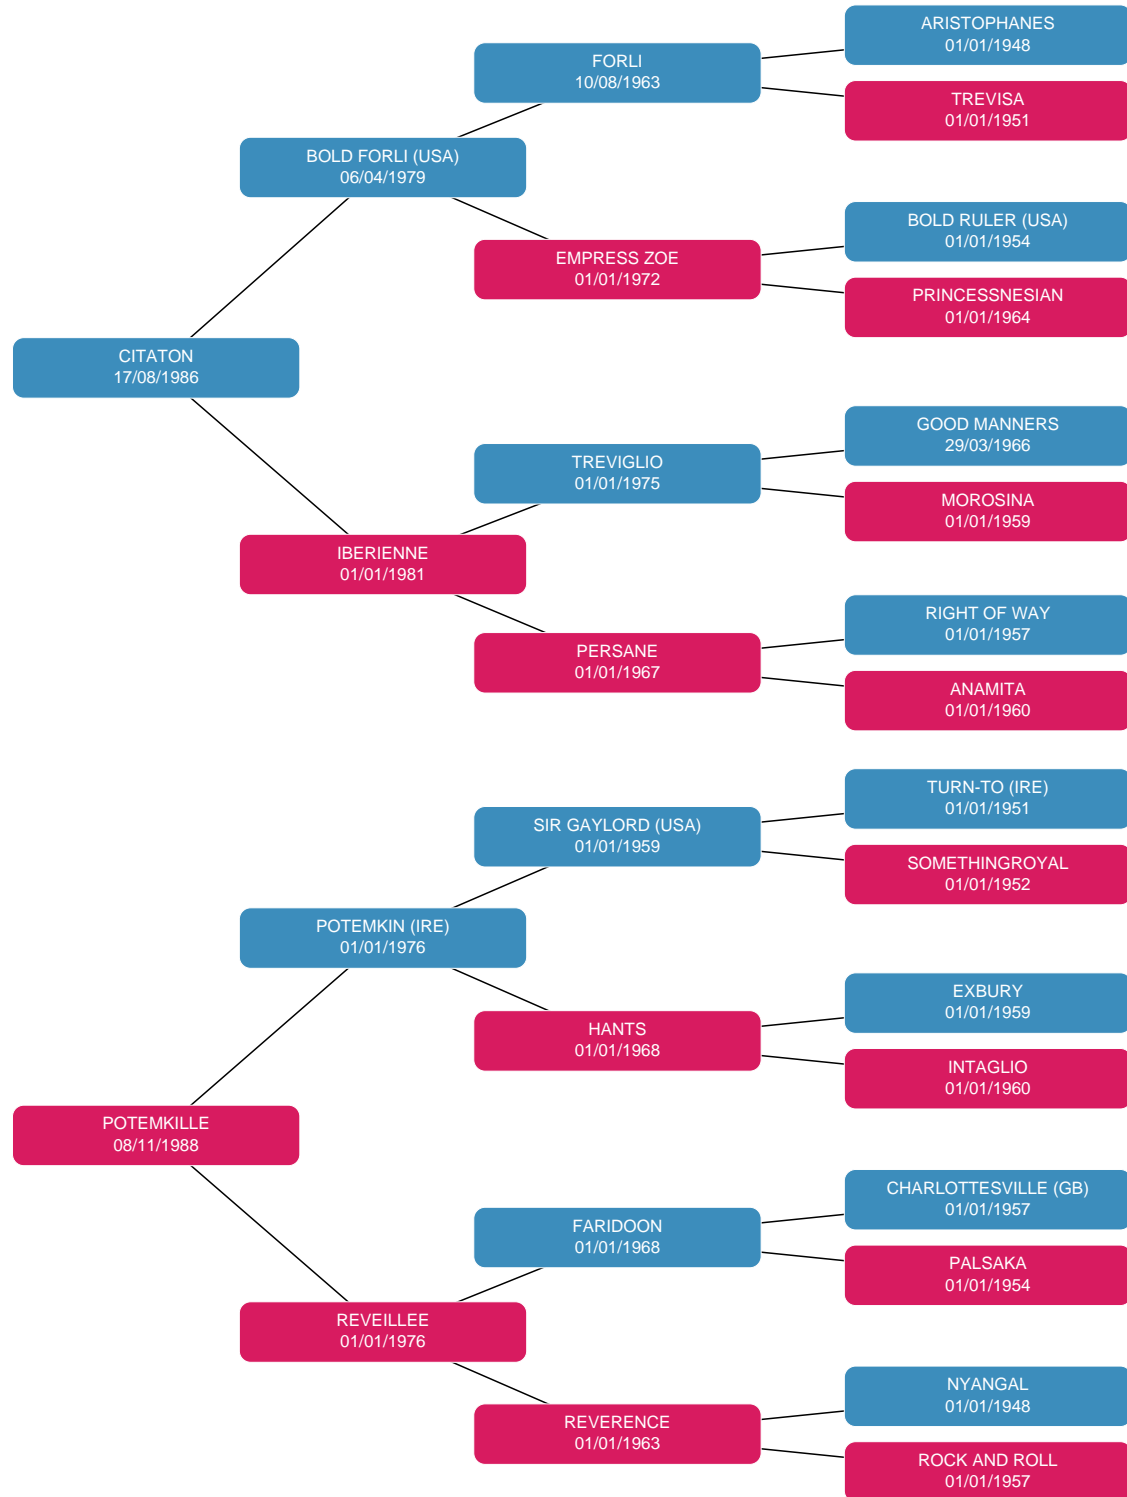 ARISTOPHANES
01/01/1948
FORLI
10/08/1963
TREVISA
01/01/1951
BOLD FORLI (USA)
06/04/1979
BOLD RULER (USA)
01/01/1954
EMPRESS ZOE
01/01/1972
PRINCESSNESIAN
01/01/1964
CITATON
17/08/1986
GOOD MANNERS
29/03/1966
TREVIGLIO
01/01/1975
MOROSINA
01/01/1959
IBERIENNE
01/01/1981
RIGHT OF WAY
01/01/1957
PERSANE
01/01/1967
ANAMITA
01/01/1960
TURN-TO (IRE)
01/01/1951
SIR GAYLORD (USA)
01/01/1959
SOMETHINGROYAL
01/01/1952
POTEMKIN (IRE)
01/01/1976
EXBURY
01/01/1959
HANTS
01/01/1968
INTAGLIO
01/01/1960
POTEMKILLE
08/11/1988
CHARLOTTESVILLE (GB)
01/01/1957
FARIDOON
01/01/1968
PALSAKA
01/01/1954
REVEILLEE
01/01/1976
NYANGAL
01/01/1948
REVERENCE
01/01/1963
ROCK AND ROLL
01/01/1957